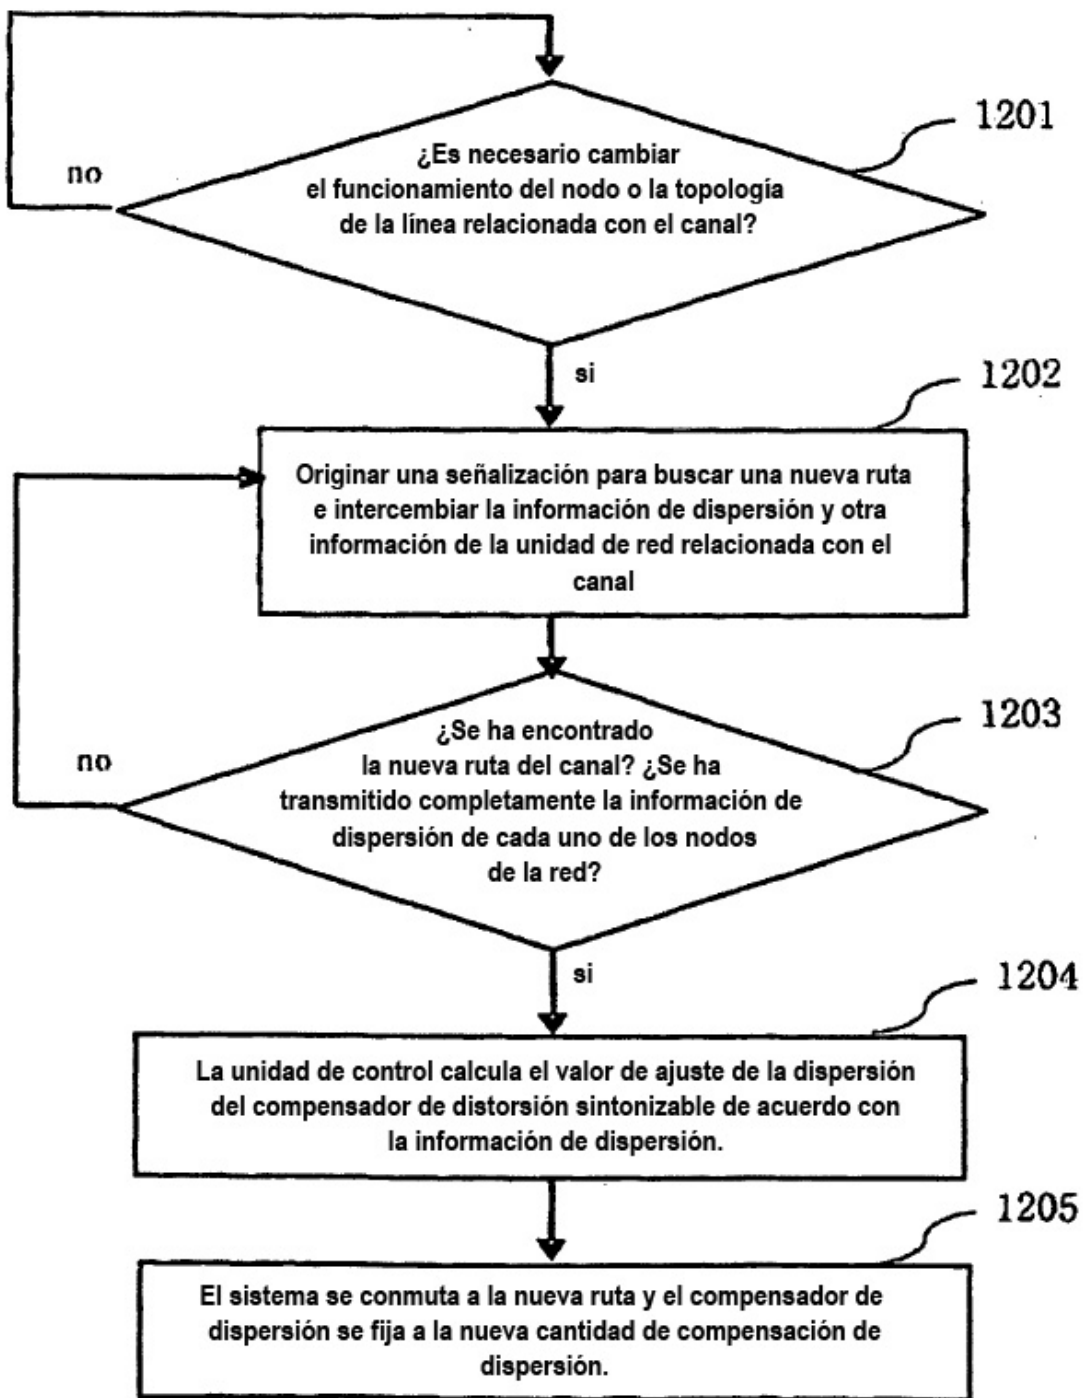 1201
¿Es necesario cambiar
el funcionamiento del nodo o la topología
de la línea relacionada con el canal?
no
si
1202
Originar una señalización para buscar una nueva ruta
e intercembiar la información de dispersión y otra
información de la unidad de red relacionada con el
canal
1203
¿Se ha encontrado
la nueva ruta del canal? ¿Se ha
transmitido completamente la información de
dispersión de cada uno de los nodos
de la red?
no
si
1204
La unidad de control calcula el valor de ajuste de la dispersión
del compensador de distorsión sintonizable de acuerdo con
la información de dispersión.
1205
El sistema se conmuta a la nueva ruta y el compensador de
dispersión se fija a la nueva cantidad de compensación de
dispersión.